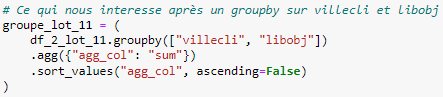 # Ce qui nous interesse après un groupby sur villecli et libobj
groupe_lot_11 = (
    df_2_lot_11.groupby(["villecli", "libobj"])
    .agg({"agg_col": "sum"})
    .sort_values("agg_col", ascending=False)
)